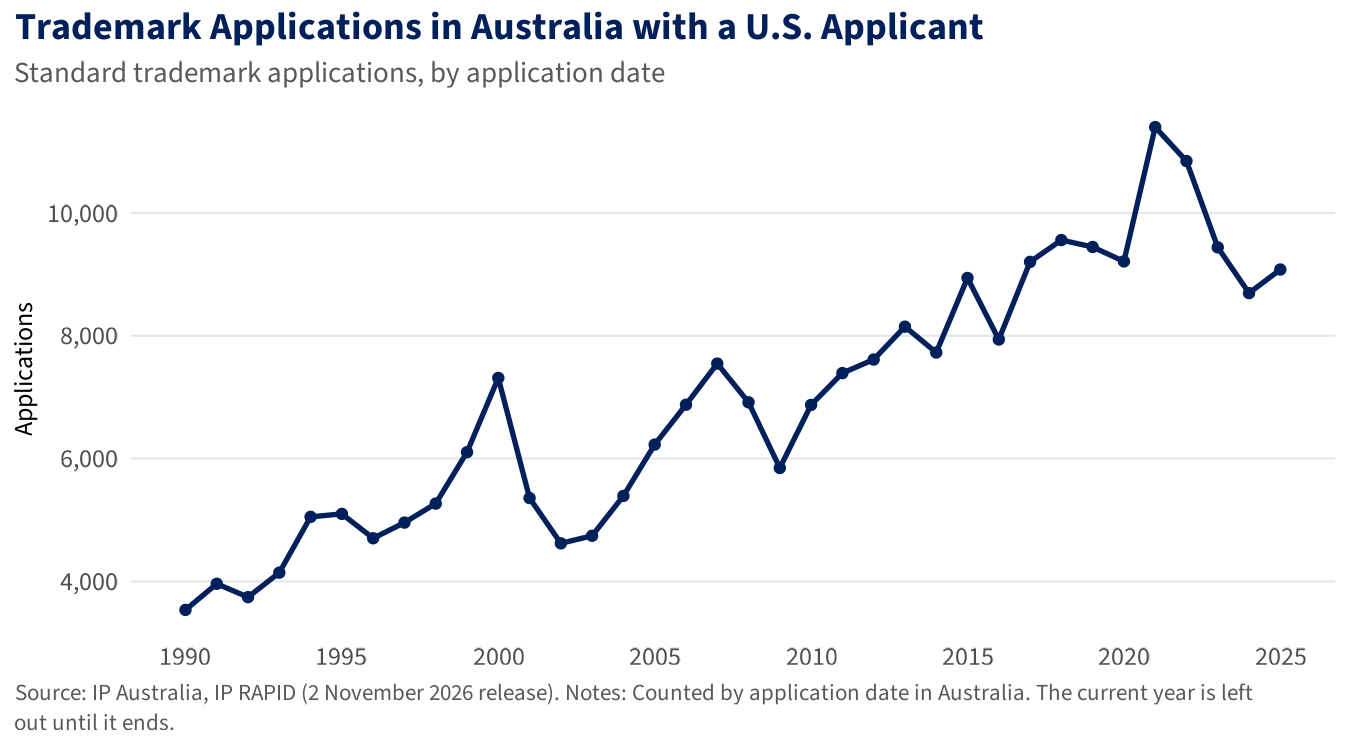 Trademark Applications in Australia with a U.S. Applicant
Standard trademark applications, by application date
Applications
10,000
8,000
6,000
4,000
1990 1995 2000 2005 2010 2015 2020 2025
Source: IP Australia, IP RAPID (2 November 2026 release). Notes: Counted by application date in Australia. The current year is left
out until it ends.